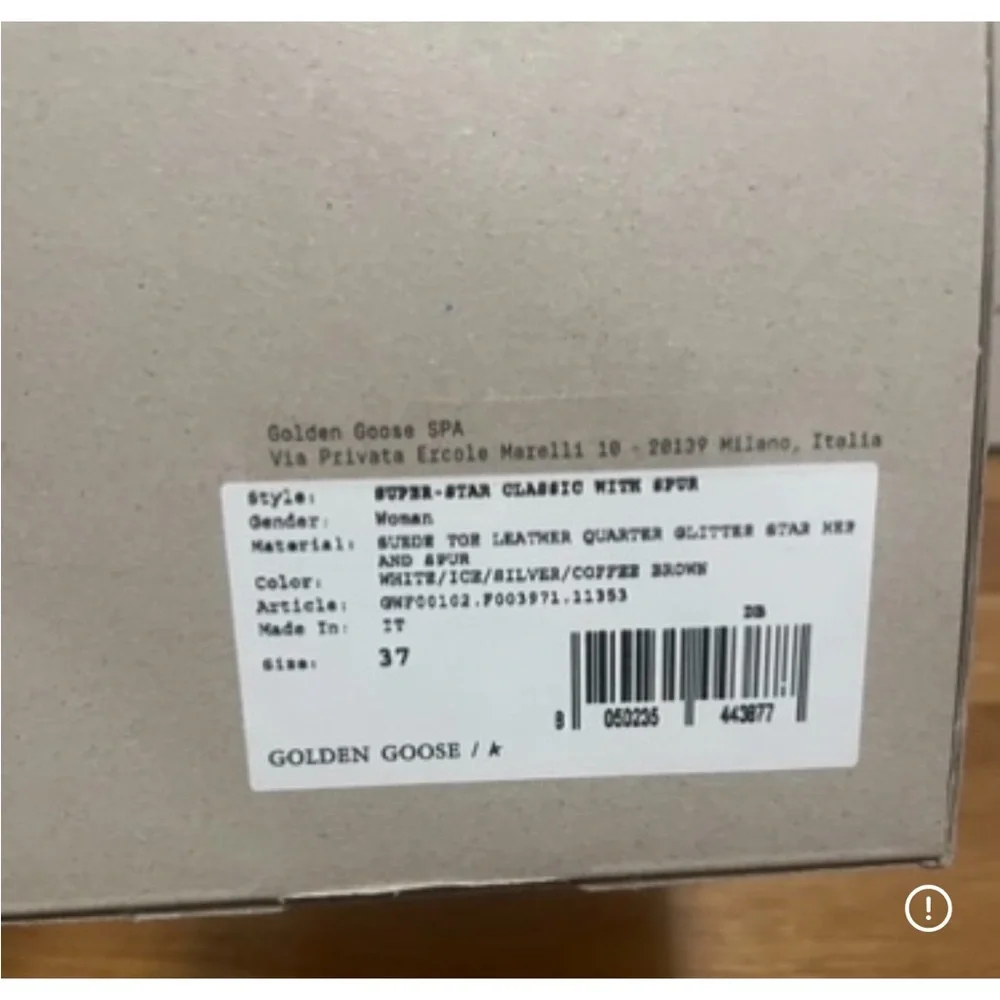 Golden Goose SPA
Via Privata Ercole Marelli 10 - 20139 Milano, Italia
Style: SUPER-STAR CLASSIC WITH SPUR
Gender: Woman
Material: SUEDE TOE LEATHER QUARTER GLITTER STAR HEE
AND SPUR
Color: WHITE/ICE/SILVER/COFFEE BROWN
Article: GWF00102.F003971.11353
Made In: IT
Size: 37
8 050235 443877
GOLDEN GOOSE /